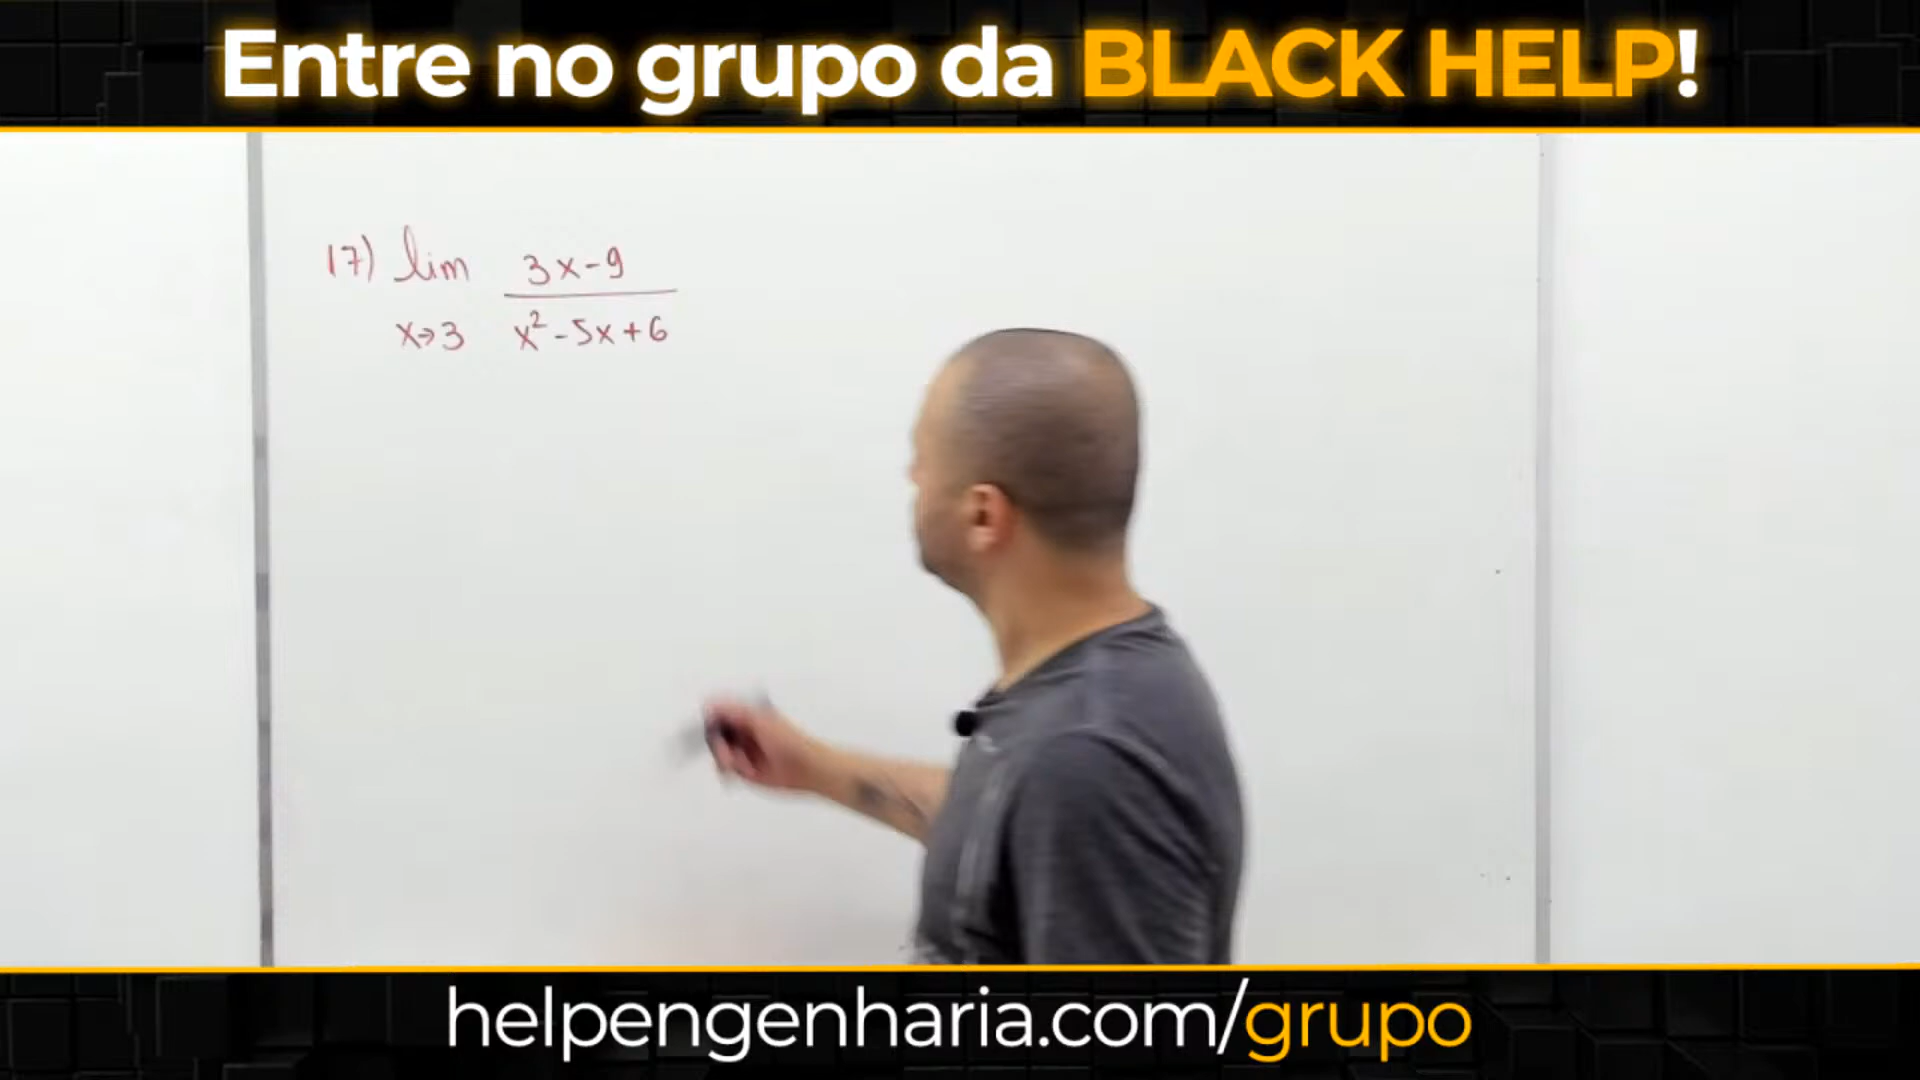 Entre no grupo da BLACK HELP!
17) lim 3x-9
x→3 x²-5x+6
helpengenharia.com/grupo